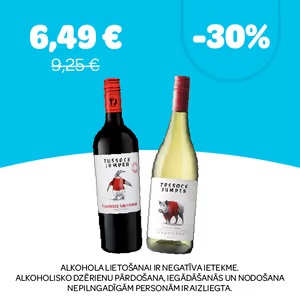 6,49 €
-30%
9,25 €
TUSSOCK
JUMPER
TUSSOCK
JUMPER
ALKOHOLA LIETOŠANAI IR NEGATĪVA IETEKME.
ALKOHOLISKO DZĒRIENU PĀRDOŠANA, IEGĀDĀŠANĀS UN NODOŠANA
NEPILNGADĪGĀM PERSONĀM IR AIZLIEGTA.